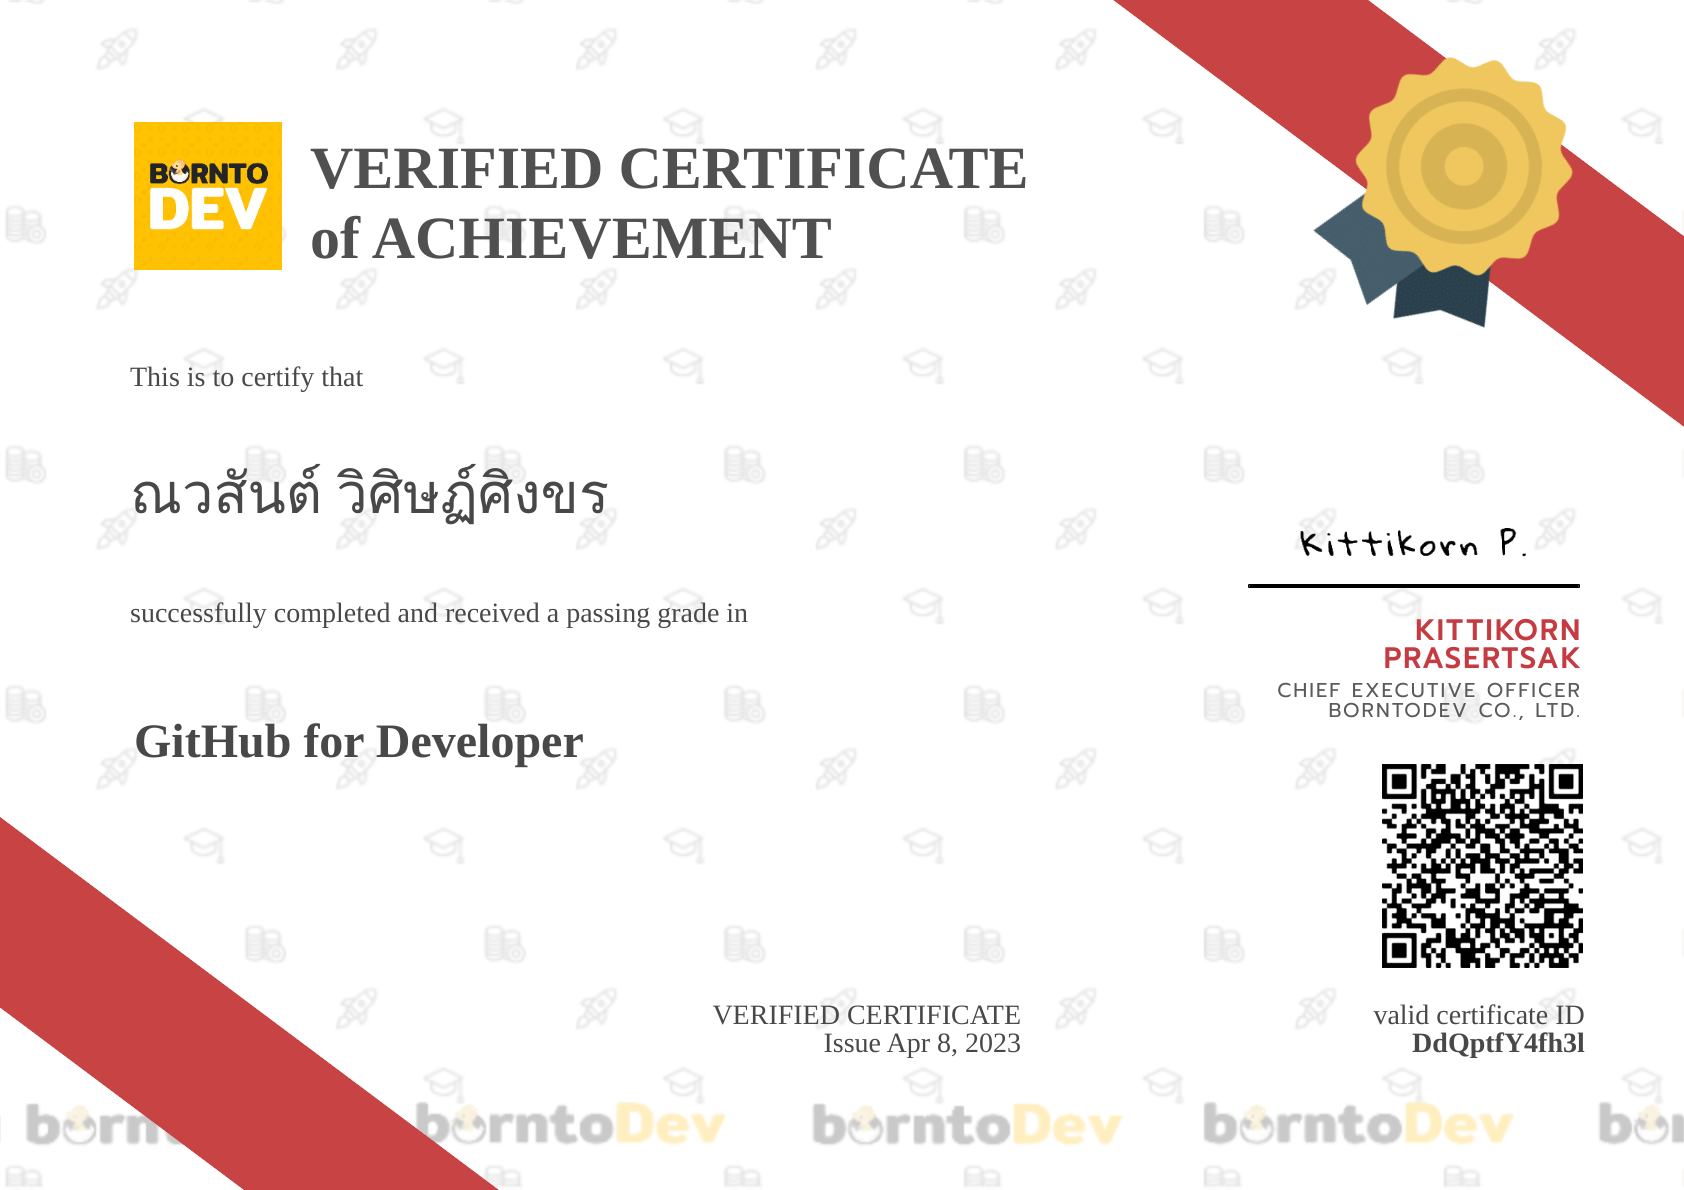 BORNTO
DEV
VERIFIED CERTIFICATE
of ACHIEVEMENT
This is to certify that
ณวสันต์ วิศิษฏ์ศิงขร
successfully completed and received a passing grade in
GitHub for Developer
Kittikorn P.
KITTIKORN
PRASERTSAK
CHIEF EXECUTIVE OFFICER
BORNTODEV CO., LTD.
VERIFIED CERTIFICATE
Issue Apr 8, 2023
valid certificate ID
DdQptfY4fh3l
born borntoDev borntoDev borntoDev bo